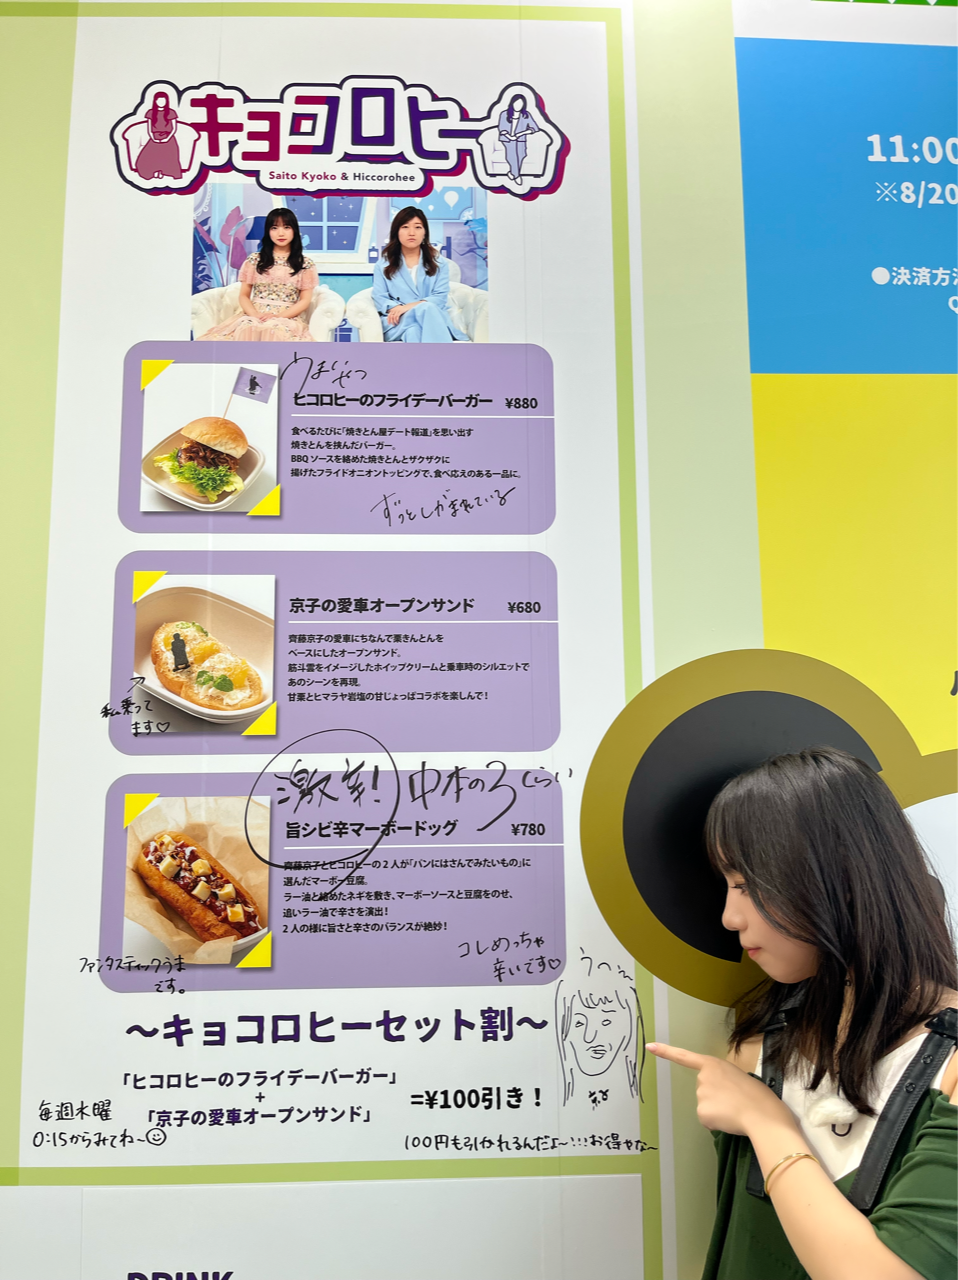 キョコロヒー
Saito Kyoko & Hiccorohee
11:00
※8/20
●決済方
うまいやつ
ヒコロヒーのフライデーバーガー ¥880
食べるたびに「焼きとん屋デート報道」を思い出す
焼きとんを挟んだバーガー。
BBQソースを絡めた焼きとんとザクザクに
揚げたフライドオニオントッピングで、食べ応えのある一品に。
ずっとしがまれている
京子の愛車オープンサンド ¥680
齊藤京子の愛車にちなんで栗きんとんを
ベースにしたオープンサンド。
筋斗雲をイメージしたホイップクリームと乗車時のシルエットで
あのシーンを再現。
甘栗とヒマラヤ岩塩の甘じょっぱコラボを楽しんで!
私乗って
ます♡
激辛! 中本の3くらい
旨シビ辛マーボードッグ ¥780
齊藤京子とヒコロヒーの2人が「パンにはさんでみたいもの」に
選んだマーボー豆腐。
ラー油と絡めたネギを敷き、マーボーソースと豆腐をのせ、
追いラー油で辛さを演出!
2人の様に旨さと辛さのバランスが絶妙!
コレめっちゃ
辛いです♡
ファンタスティックうま
です。
うへぇ
〜キョコロヒーセット割〜
「ヒコロヒーのフライデーバーガー」
+
「京子の愛車オープンサンド」
=¥100引き!
毎週水曜
0:15からみてね〜☺
100円も引かれるんだよ〜!!!お得やな〜
DRINK